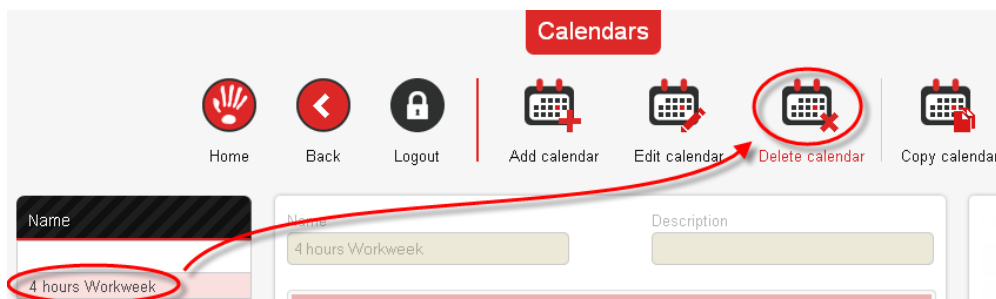 Calendars
Home Back Logout Add calendar Edit calendar Delete calendar Copy calendar
Name
Name Description
4 hours Workweek
4 hours Workweek